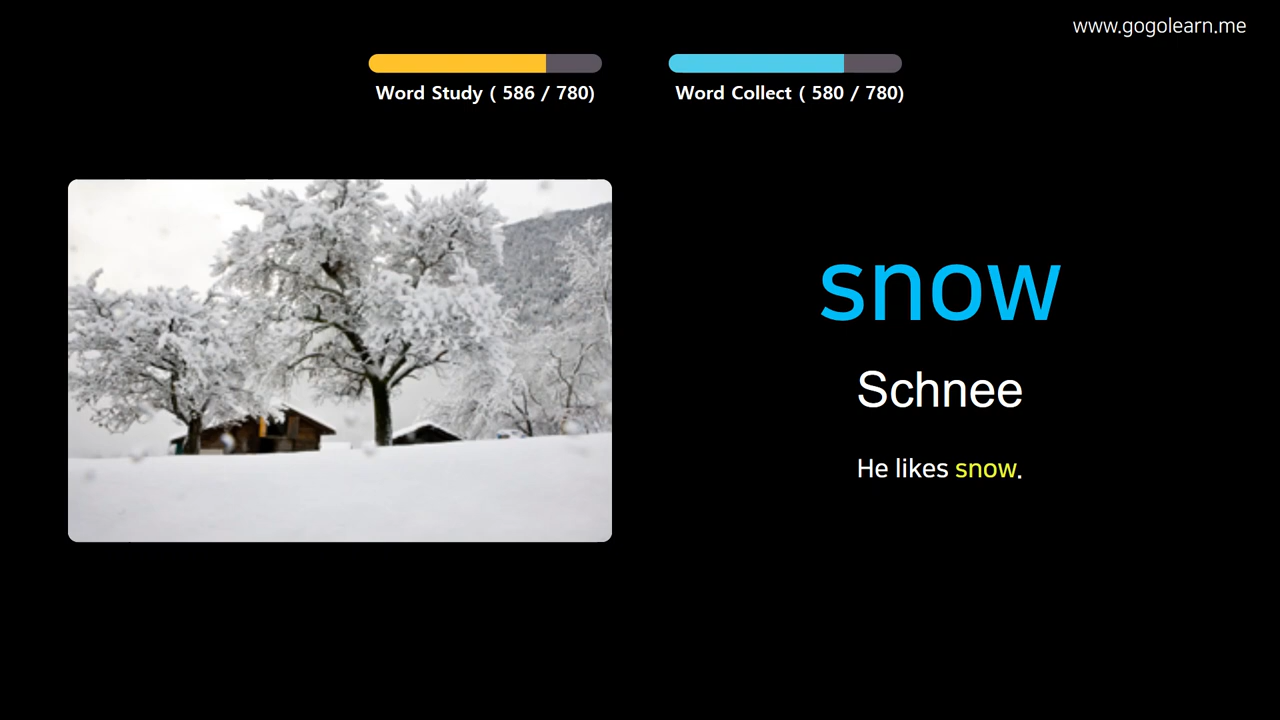 www.gogolearn.me
Word Study ( 586 / 780)
Word Collect ( 580 / 780)
snow
Schnee
He likes snow.